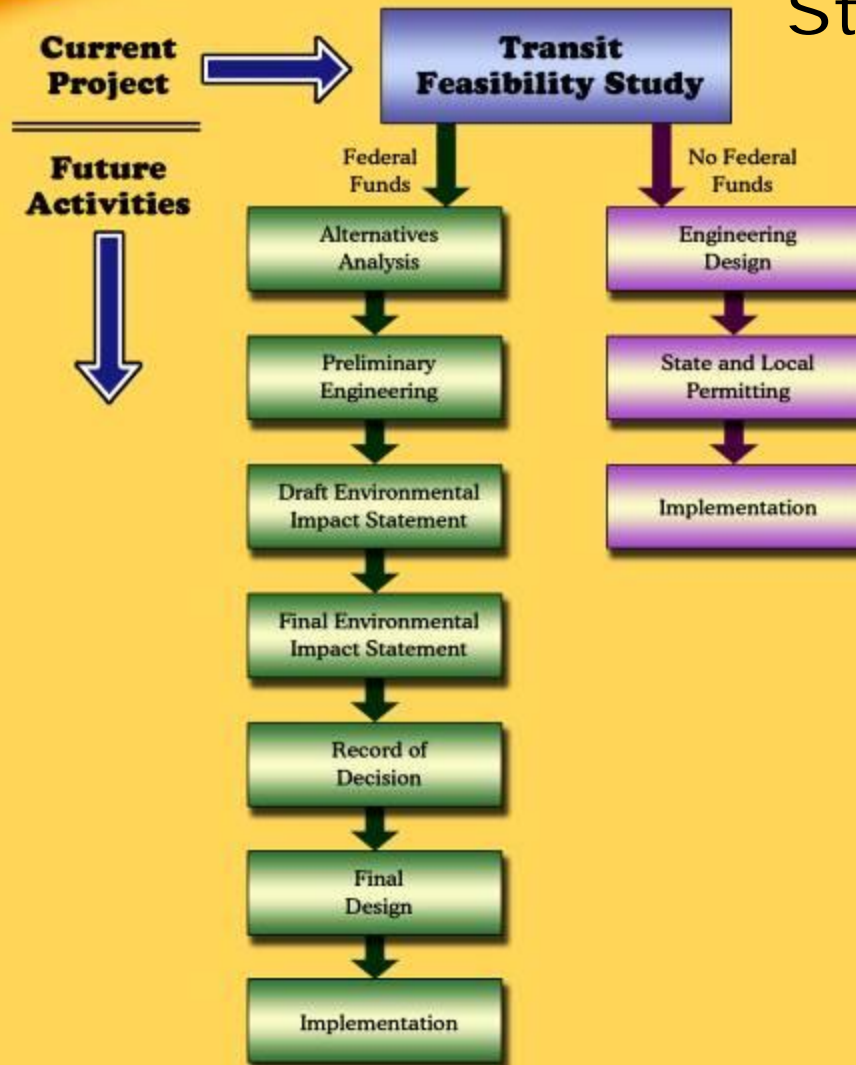 St
Current
Project
Transit
Feasibility Study
Future
Activities
Federal
Funds
No Federal
Funds
Alternatives
Analysis
Preliminary
Engineering
Draft Environmental
Impact Statement
Final Environmental
Impact Statement
Record of
Decision
Final
Design
Implementation
Engineering
Design
State and Local
Permitting
Implementation